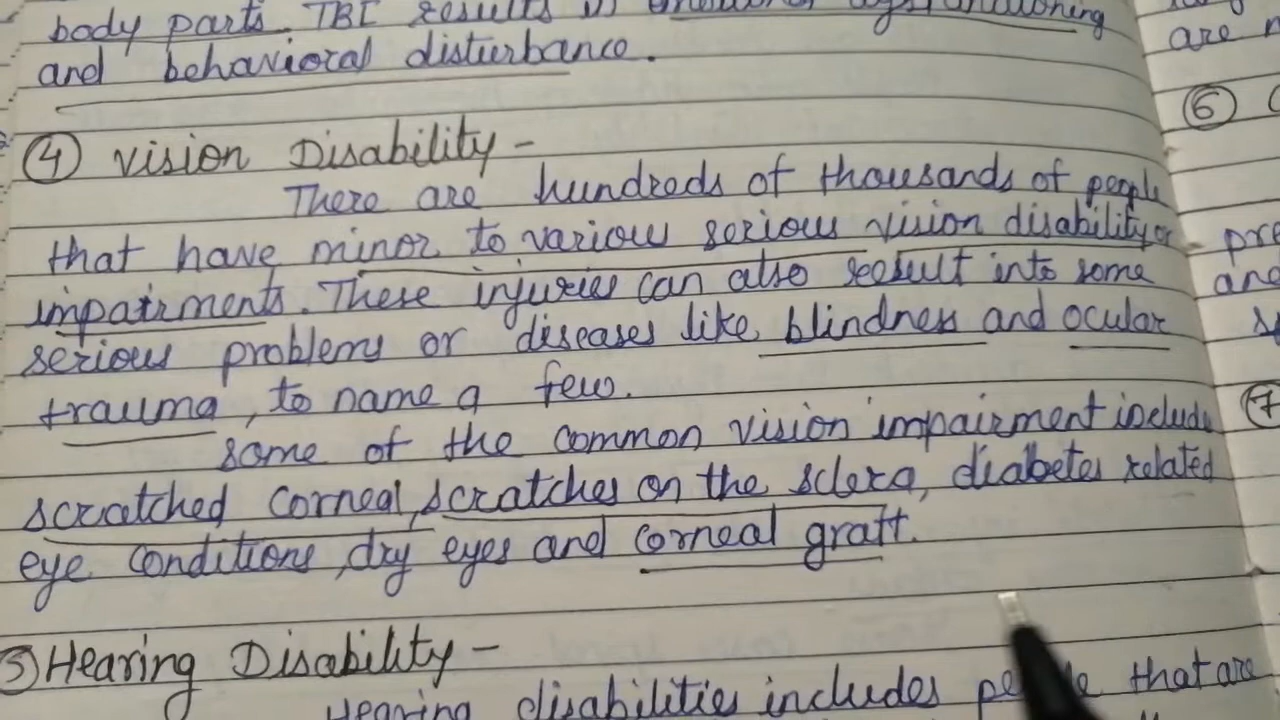 body parts. TBI results in
and behavioral disturbance.
④ Vision Disability -
There are hundreds of thousands of people
that have minor to various serious vision disability or
impairments. These injuries can also result into some
serious problems or diseases like blindness and ocular
trauma, to name a few.
Some of the common vision impairment include
scratched corneal, scratches on the sclera, diabetes related
eye conditions, dry eyes and corneal graft.
⑤ Hearing Disability -
Hearing disabilities includes people that are
are
⑥
pre
and
⑦